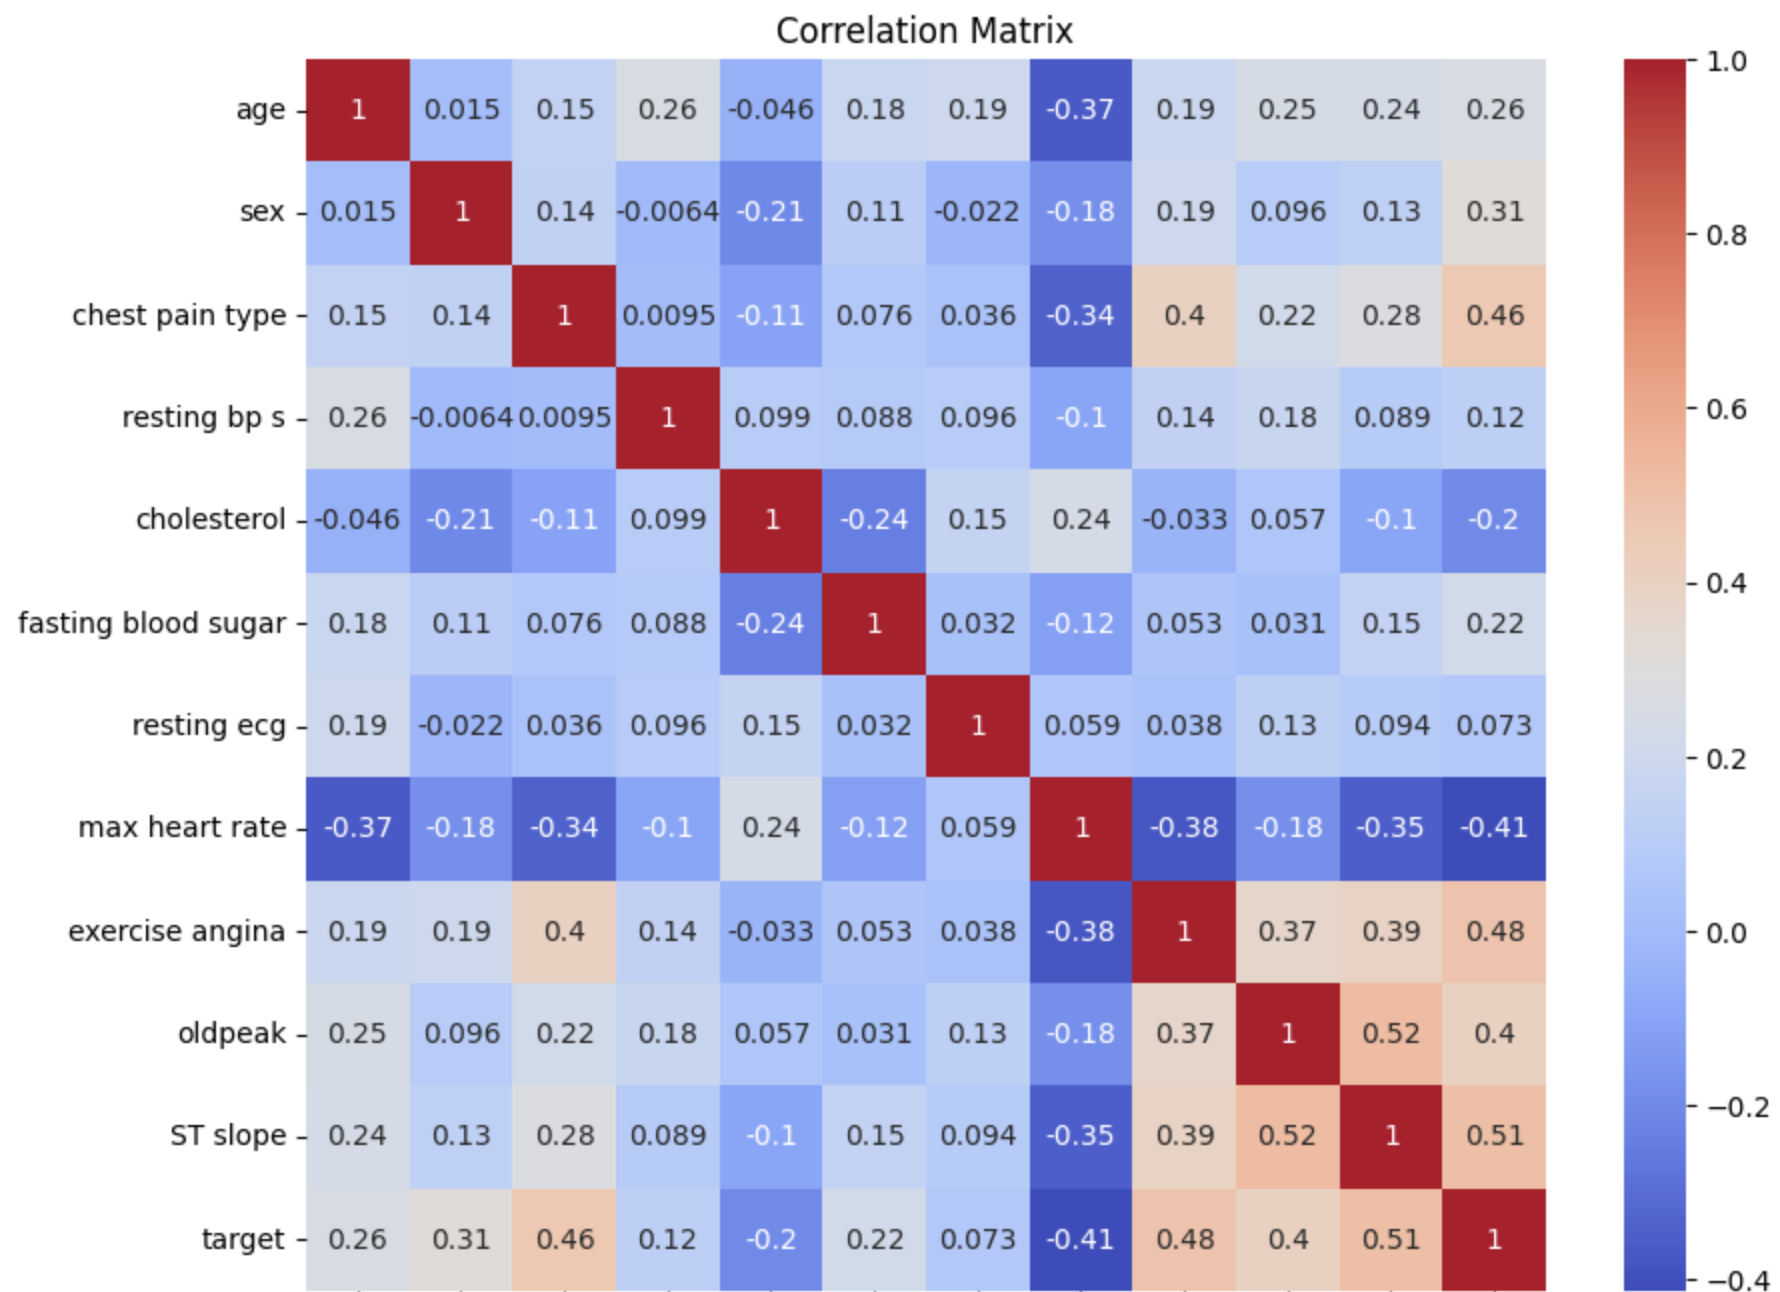 Correlation Matrix
age 1 0.015 0.15 0.26 -0.046 0.18 0.19 -0.37 0.19 0.25 0.24 0.26
sex 0.015 1 0.14 -0.0064 -0.21 0.11 -0.022 -0.18 0.19 0.096 0.13 0.31
chest pain type 0.15 0.14 1 0.0095 -0.11 0.076 0.036 -0.34 0.4 0.22 0.28 0.46
resting bp s 0.26 -0.0064 0.0095 1 0.099 0.088 0.096 -0.1 0.14 0.18 0.089 0.12
cholesterol -0.046 -0.21 -0.11 0.099 1 -0.24 0.15 0.24 -0.033 0.057 -0.1 -0.2
fasting blood sugar 0.18 0.11 0.076 0.088 -0.24 1 0.032 -0.12 0.053 0.031 0.15 0.22
resting ecg 0.19 -0.022 0.036 0.096 0.15 0.032 1 0.059 0.038 0.13 0.094 0.073
max heart rate -0.37 -0.18 -0.34 -0.1 0.24 -0.12 0.059 1 -0.38 -0.18 -0.35 -0.41
exercise angina 0.19 0.19 0.4 0.14 -0.033 0.053 0.038 -0.38 1 0.37 0.39 0.48
oldpeak 0.25 0.096 0.22 0.18 0.057 0.031 0.13 -0.18 0.37 1 0.52 0.4
ST slope 0.24 0.13 0.28 0.089 -0.1 0.15 0.094 -0.35 0.39 0.52 1 0.51
target 0.26 0.31 0.46 0.12 -0.2 0.22 0.073 -0.41 0.48 0.4 0.51 1
1.0
0.8
0.6
0.4
0.2
0.0
−0.2
−0.4